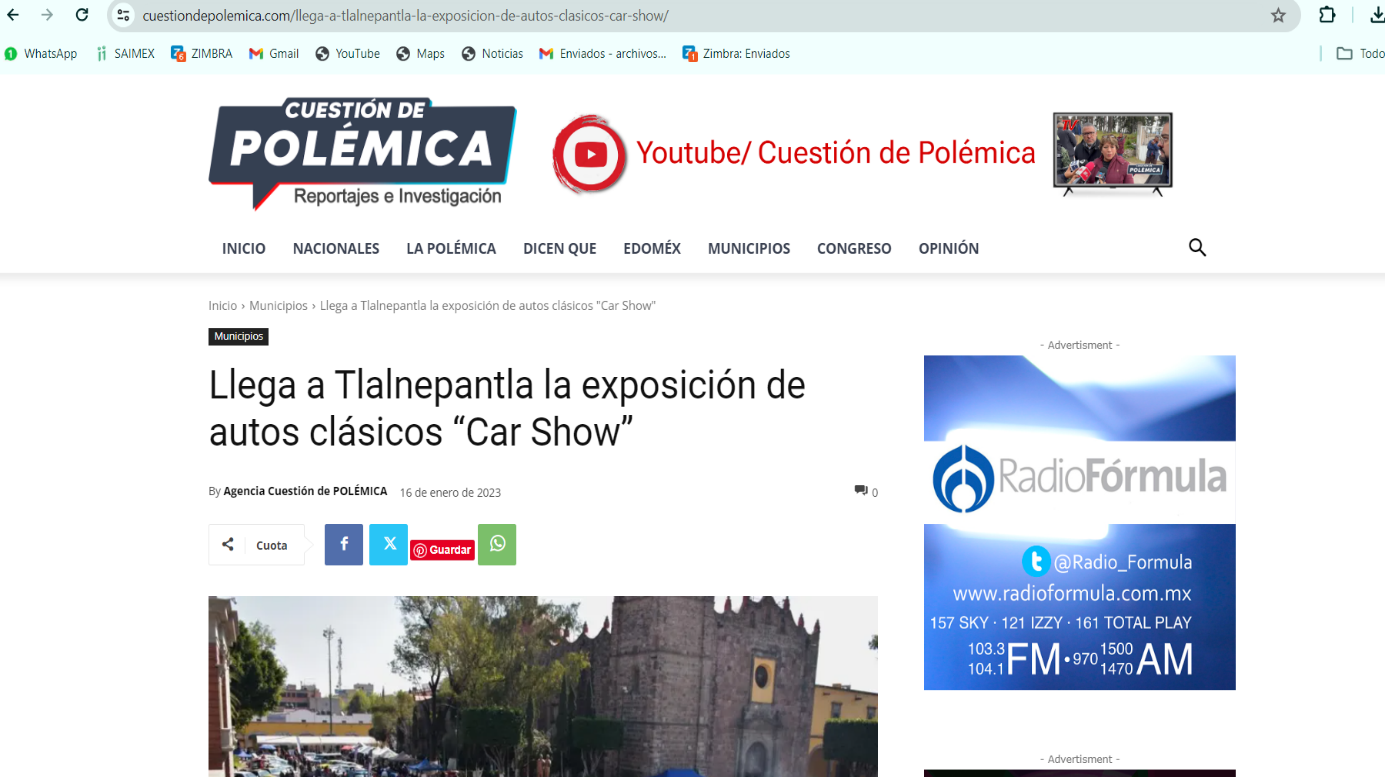 cuestiondepolemica.com/llega-a-tlalnepantla-la-exposicion-de-autos-clasicos-car-show/
WhatsApp SAIMEX ZIMBRA Gmail YouTube Maps Noticias Enviados - archivos... Zimbra: Enviados Todo
CUESTIÓN DE
POLÉMICA
Reportajes e Investigación
Youtube/ Cuestión de Polémica
TV
POLÉMICA
INICIO NACIONALES LA POLÉMICA DICEN QUE EDOMÉX MUNICIPIOS CONGRESO OPINIÓN
Inicio › Municipios › Llega a Tlalnepantla la exposición de autos clásicos "Car Show"
Municipios
Llega a Tlalnepantla la exposición de
autos clásicos “Car Show”
By Agencia Cuestión de POLÉMICA 16 de enero de 2023
0
Cuota
Guardar
- Advertisment -
RadioFórmula
@Radio_Formula
www.radioformula.com.mx
157 SKY · 121 IZZY · 161 TOTAL PLAY
103.3 104.1 FM · 970 1500 1470 AM
- Advertisment -